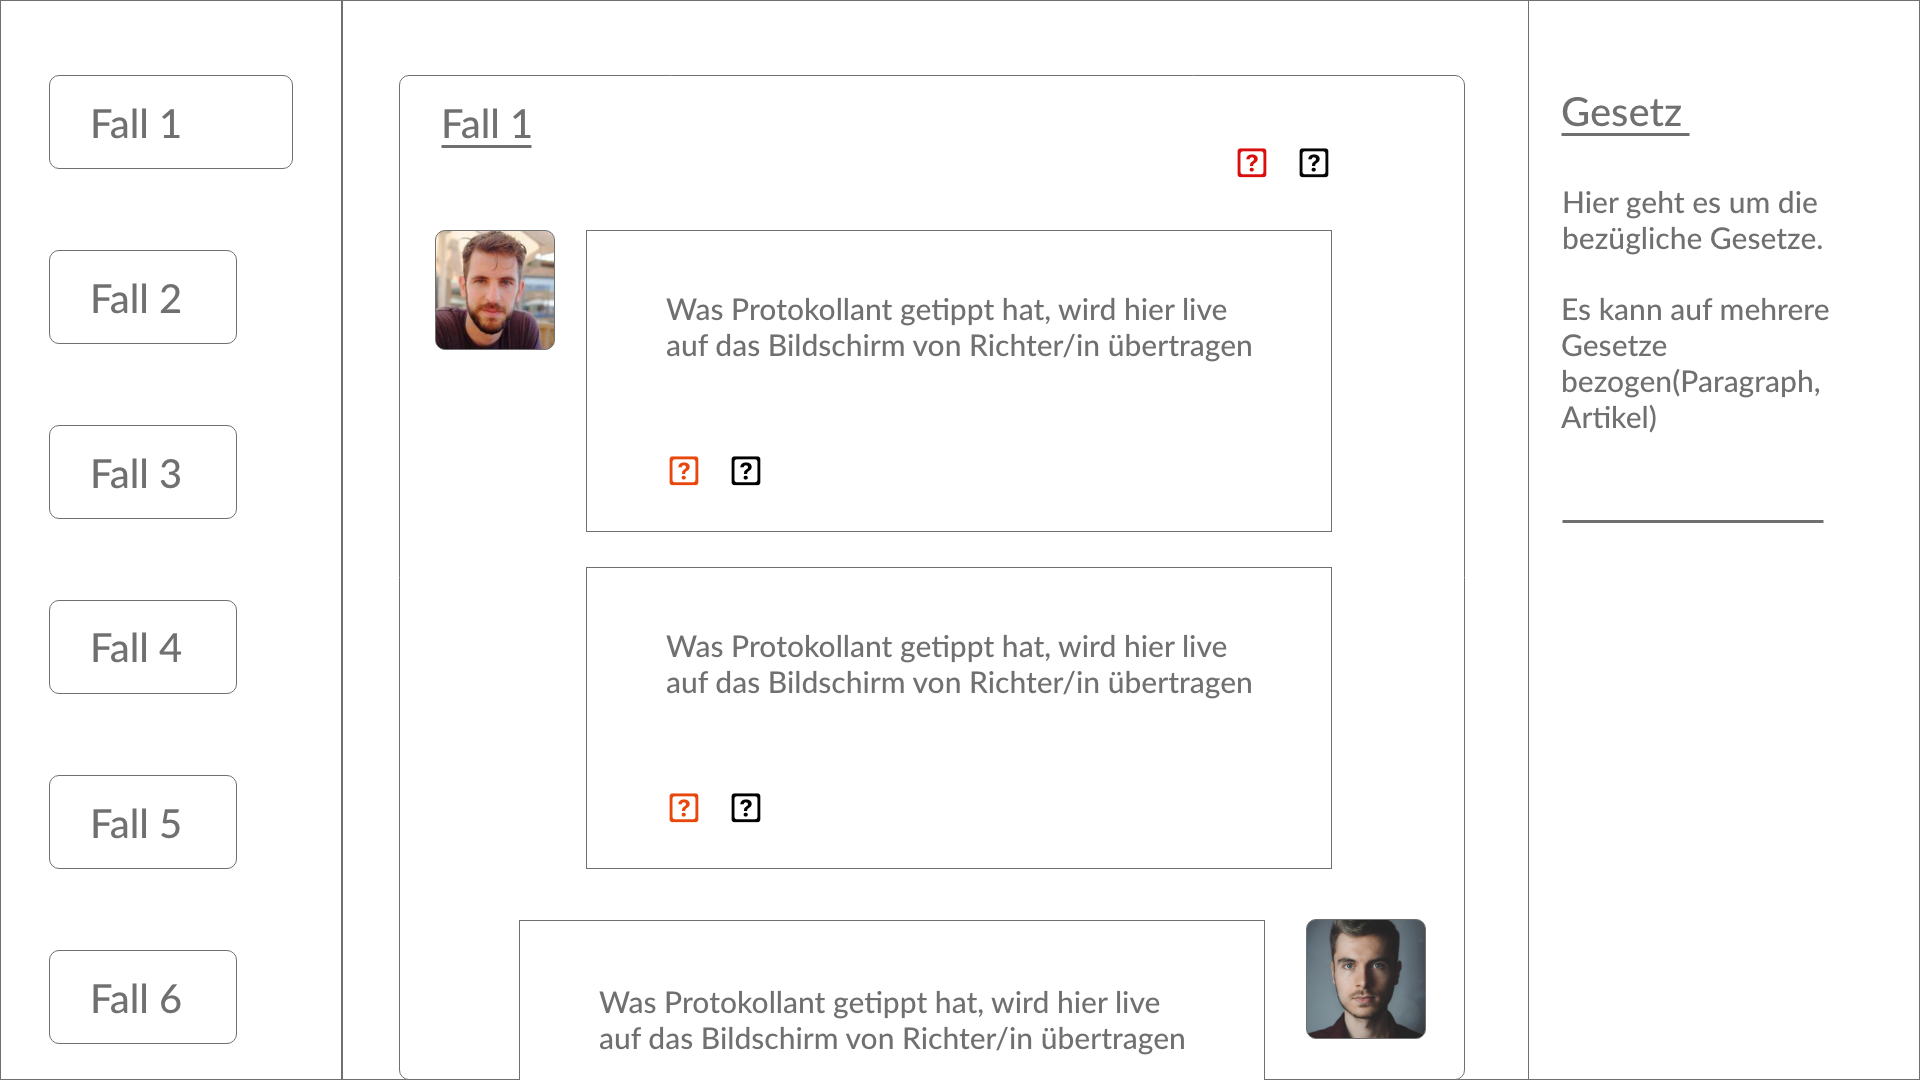 Fall 1
Fall 2
Fall 3
Fall 4
Fall 5
Fall 6
Fall 1
? ?
Was Protokollant getippt hat, wird hier live
auf das Bildschirm von Richter/in übertragen
? ?
Was Protokollant getippt hat, wird hier live
auf das Bildschirm von Richter/in übertragen
? ?
Was Protokollant getippt hat, wird hier live
auf das Bildschirm von Richter/in übertragen
Gesetz
Hier geht es um die
bezügliche Gesetze.
Es kann auf mehrere
Gesetze
bezogen(Paragraph,
Artikel)